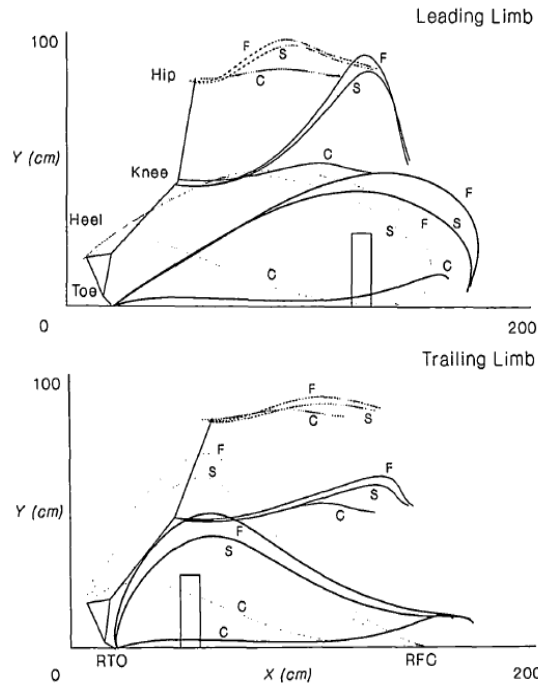 Leading Limb
100
F
S
F
Hip
C
S
Y (cm)
C
Knee
F
Heel
F
S
S
C
C
Toe
0
200
Trailing Limb
100
F
C
S
F
S
F
S
Y (cm)
C
F
S
C
C
0
RTO
X (cm)
RFC
200